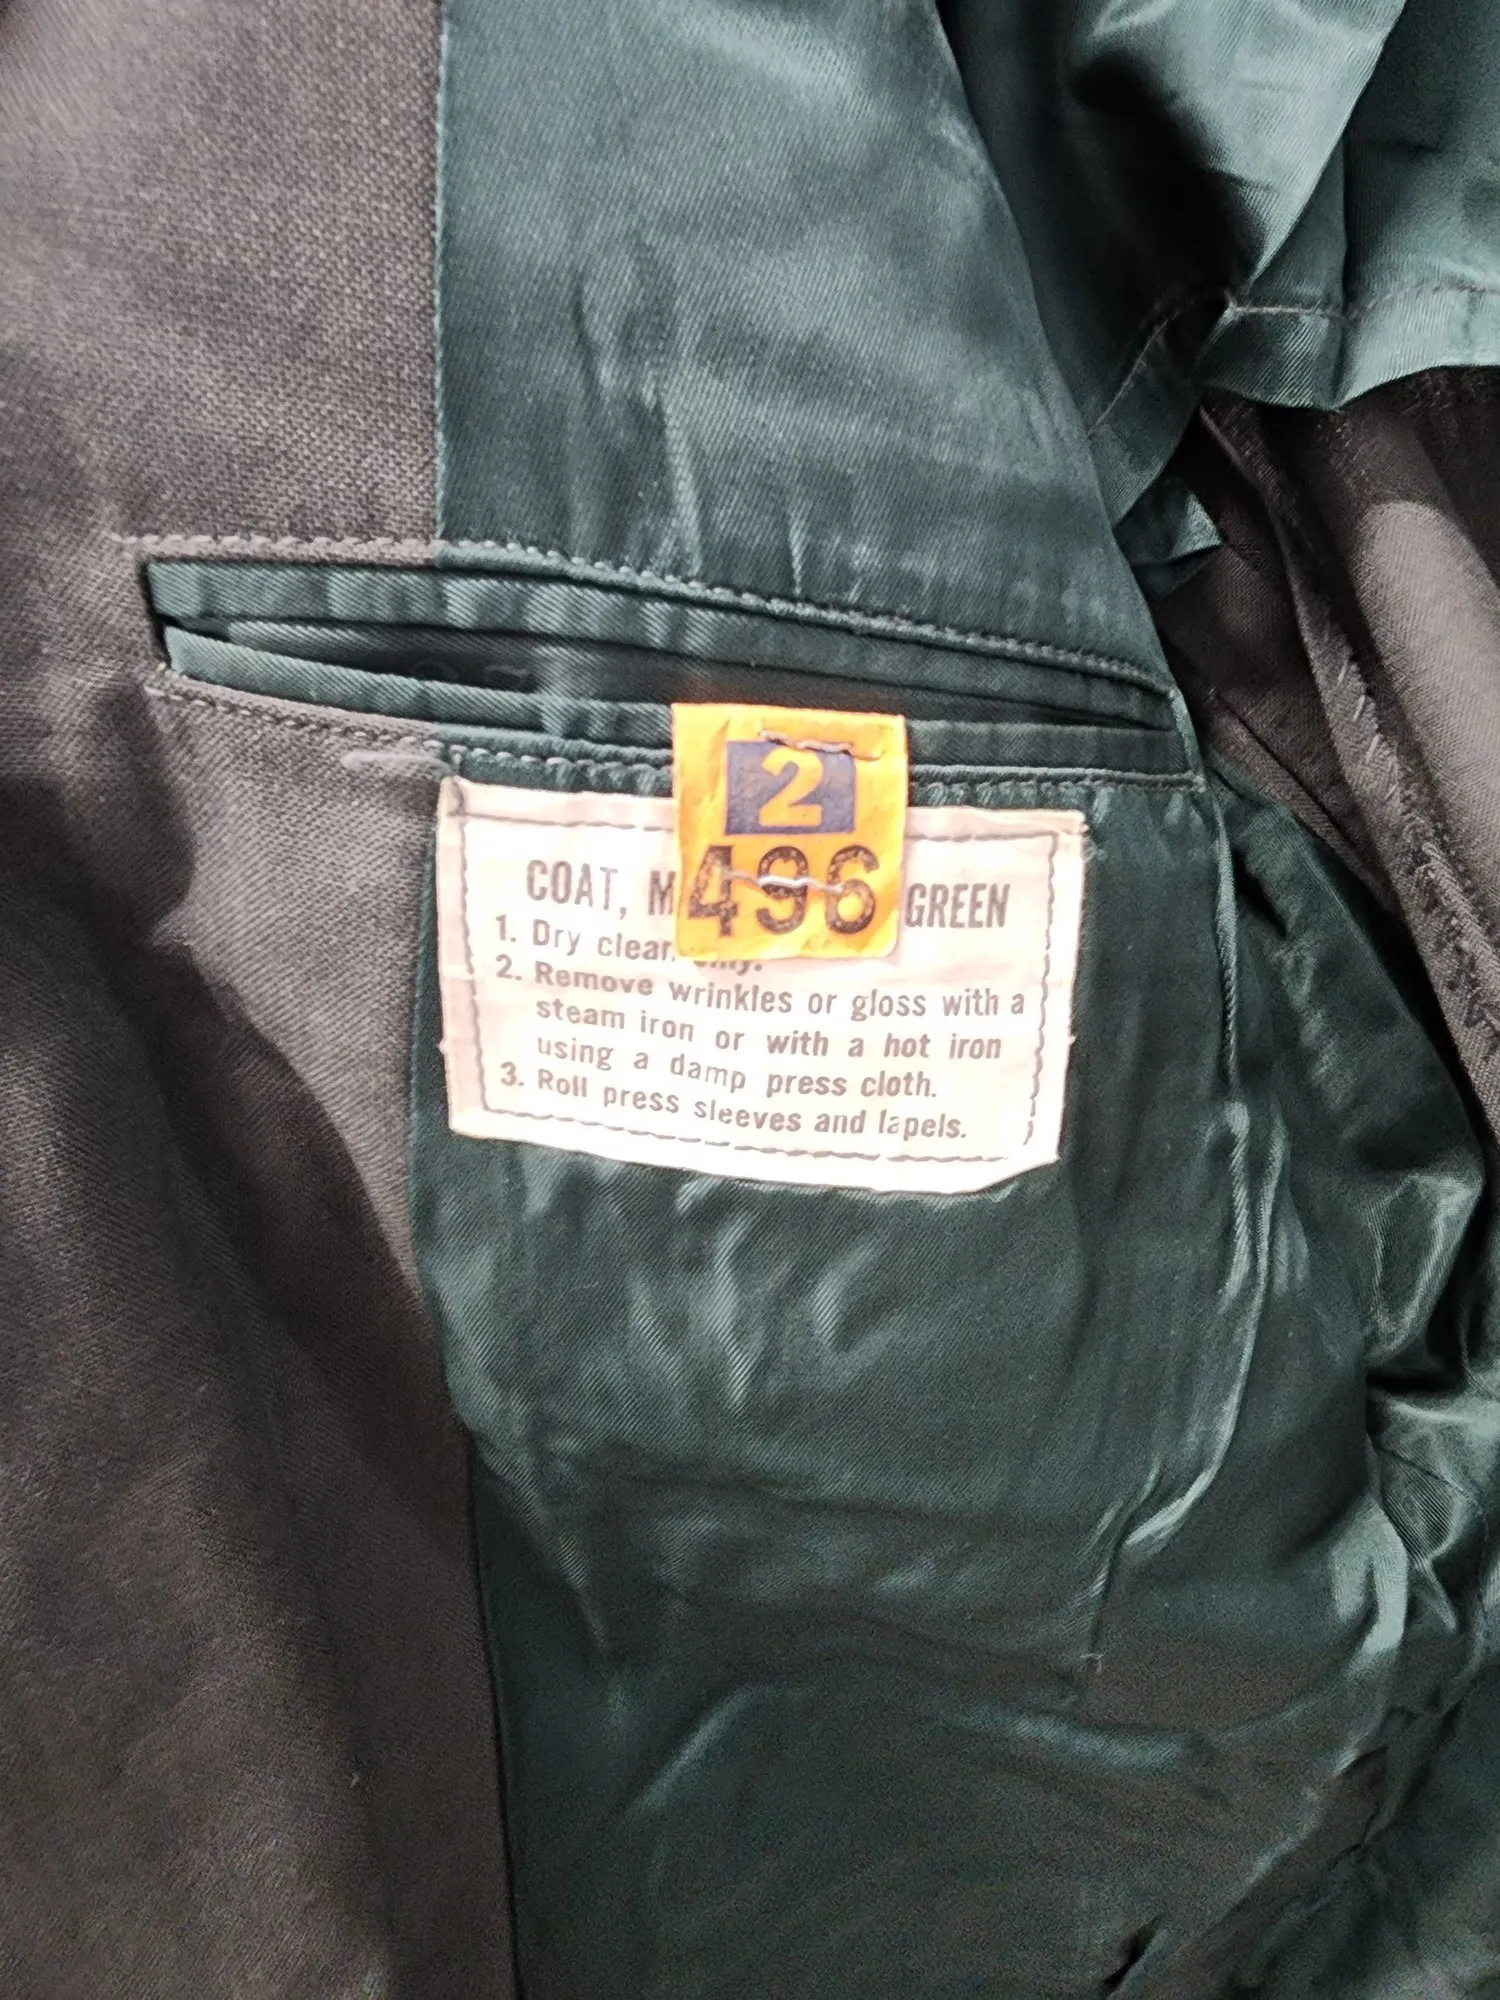 2
496
COAT, M GREEN
1. Dry clean only.
2. Remove wrinkles or gloss with a
steam iron or with a hot iron
using a damp press cloth.
3. Roll press sleeves and lapels.